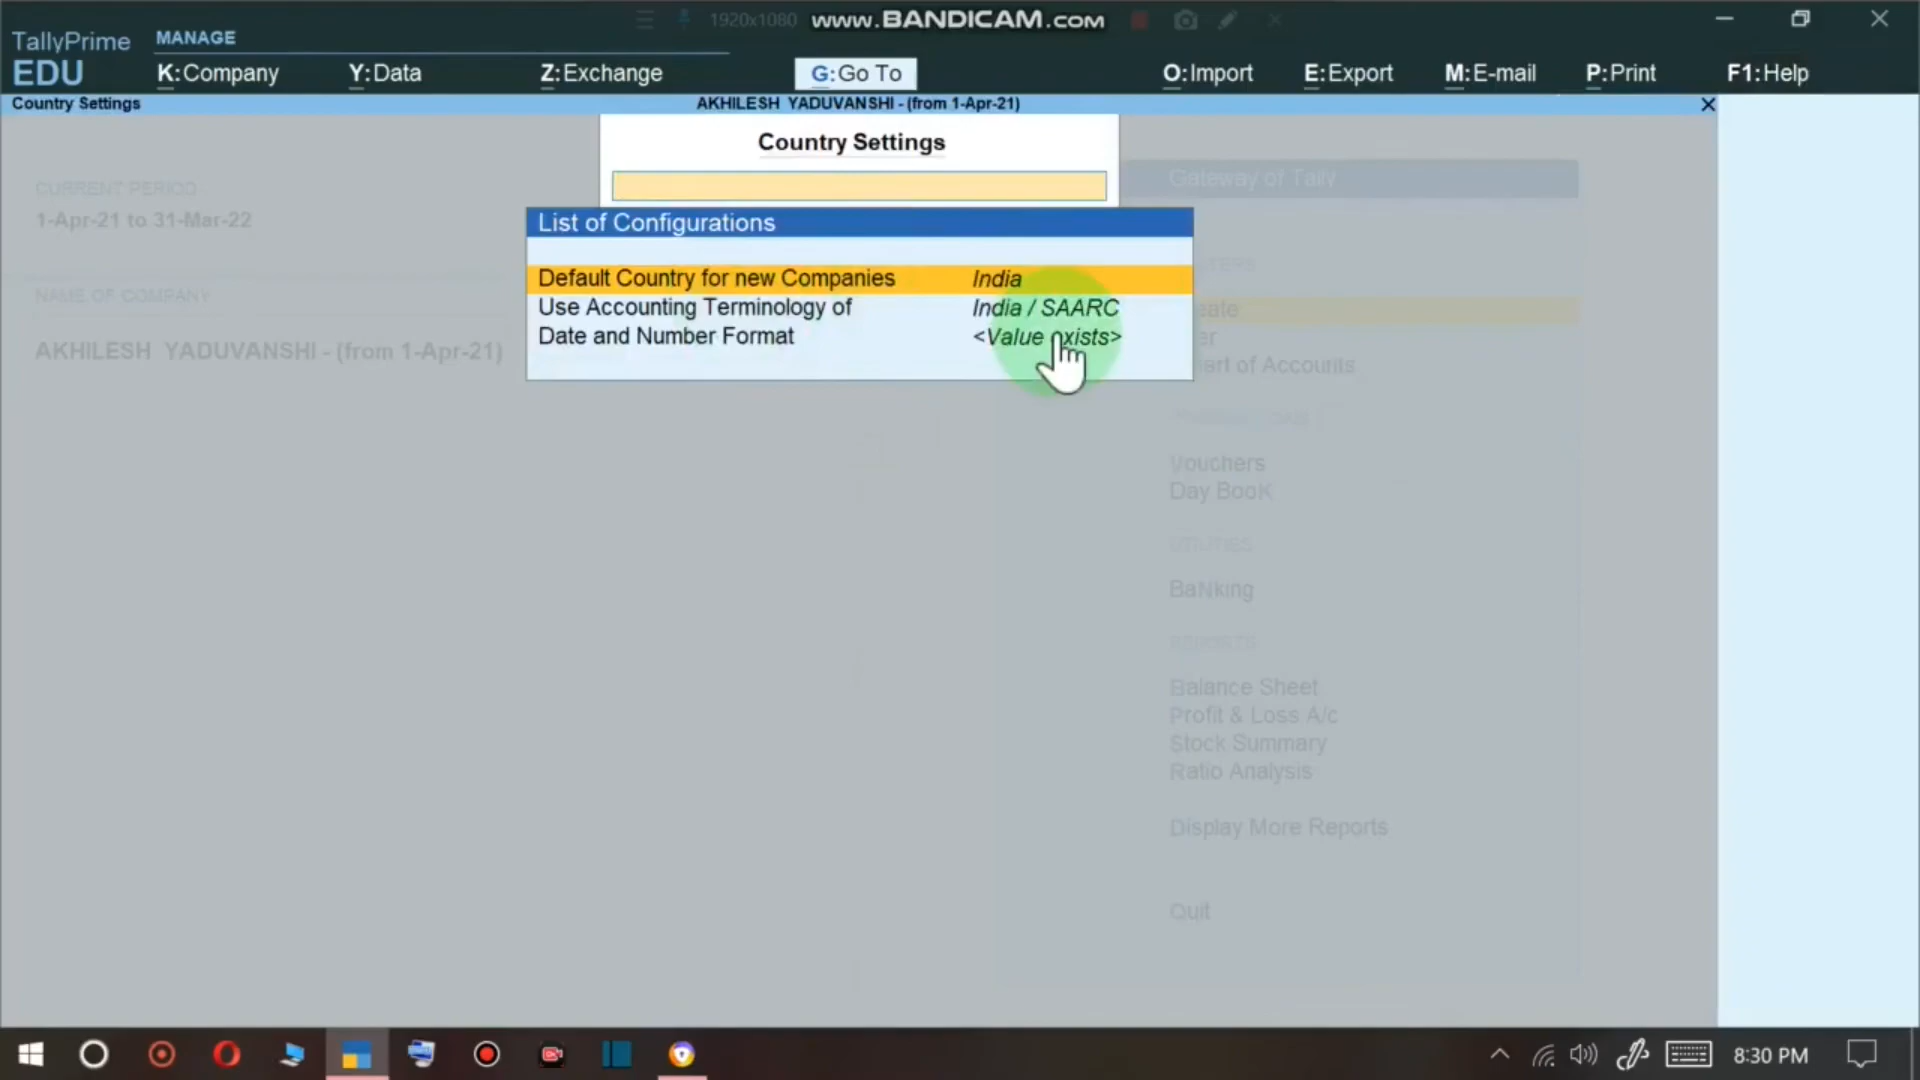 1920x1080
www.BANDICAM.com
TallyPrime
EDU
MANAGE
K:Company
Y:Data
Z:Exchange
G:Go To
O:Import
E:Export
M:E-mail
P:Print
F1:Help
Country Settings
AKHILESH YADUVANSHI - (from 1-Apr-21)
Country Settings
List of Configurations
Default Country for new Companies India
Use Accounting Terminology of India / SAARC
Date and Number Format <Value exists>
CURRENT PERIOD
1-Apr-21 to 31-Mar-22
NAME OF COMPANY
AKHILESH YADUVANSHI - (from 1-Apr-21)
Gateway of Tally
Vouchers
Day BooK
UTILITIES
BaNking
REPORTS
Balance Sheet
Profit & Loss A/c
Stock Summary
Ratio Analysis
Display More Reports
Quit
8:30 PM